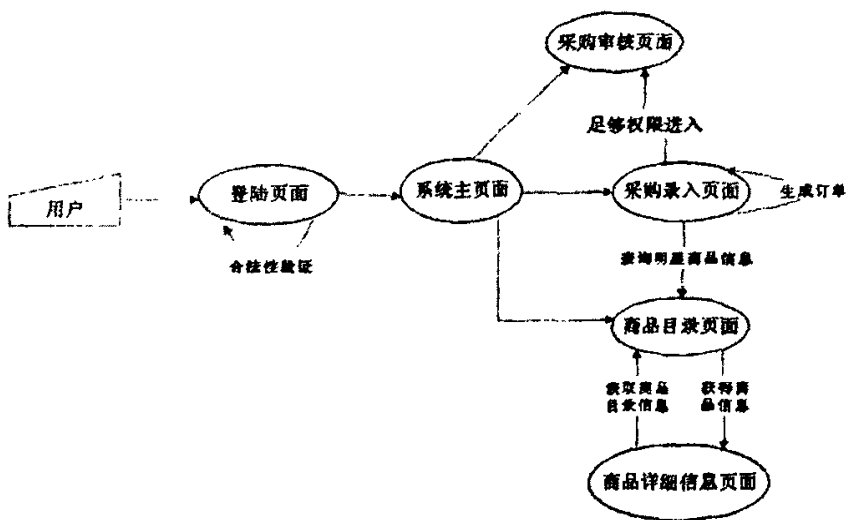 采购审核页面
足够权限进入
用户
登陆页面
系统主页面
采购录入页面
生成订单
合法性验证
查询明显商品信息
商品目录页面
获取商品
目录信息
获得商
品信息
商品详细信息页面